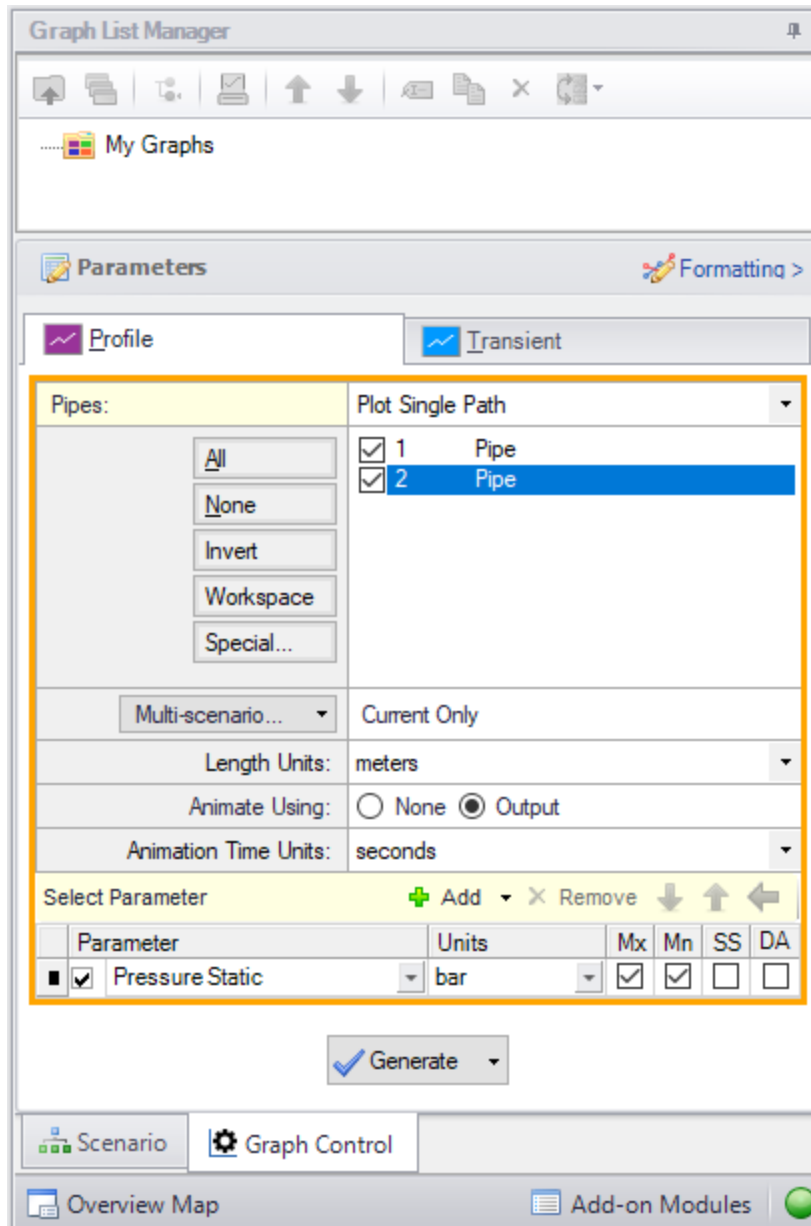 Graph List Manager
My Graphs
Parameters Formatting >
Profile Transient
Pipes: Plot Single Path
All 1 Pipe
None 2 Pipe
Invert
Workspace
Special...
Multi-scenario... Current Only
Length Units: meters
Animate Using: None Output
Animation Time Units: seconds
Select Parameter Add Remove
Parameter Units Mx Mn SS DA
Pressure Static bar
Generate
Scenario Graph Control
Overview Map Add-on Modules